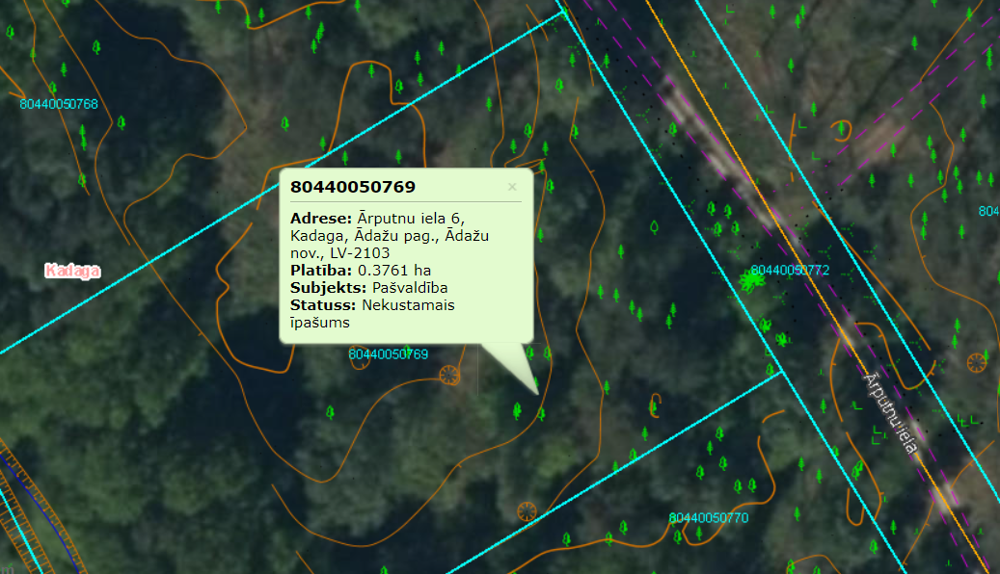 80440050768
80440050769
×
Adrese: Ārputnu iela 6,
Kadaga, Ādažu pag., Ādažu
nov., LV-2103
Platība: 0.3761 ha
Subjekts: Pašvaldība
Statuss: Nekustamais
īpašums
804
Kadaga
80440050772
80440050769
Ārputnu iela
80440050770